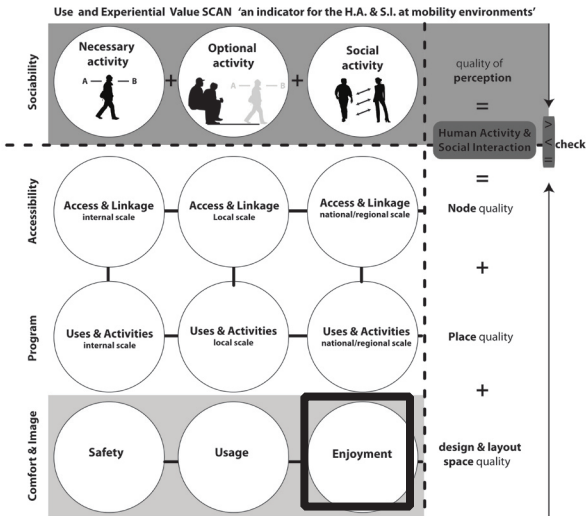 Use and Experiential Value SCAN 'an indicator for the H.A. & S.I. at mobility environments'
Sociability
Necessary
activity
A — — B
+
Optional
activity
A — — B
+
Social
activity
quality of
perception
=
Human Activity &
Social Interaction
>
<
=
check
=
Accessibility
Access & Linkage
internal scale
Access & Linkage
Local scale
Access & Linkage
national/regional scale
Node quality
+
Program
Uses & Activities
internal scale
Uses & Activities
local scale
Uses & Activities
national/regional scale
Place quality
+
Comfort & Image
Safety
Usage
Enjoyment
design & layout
space quality